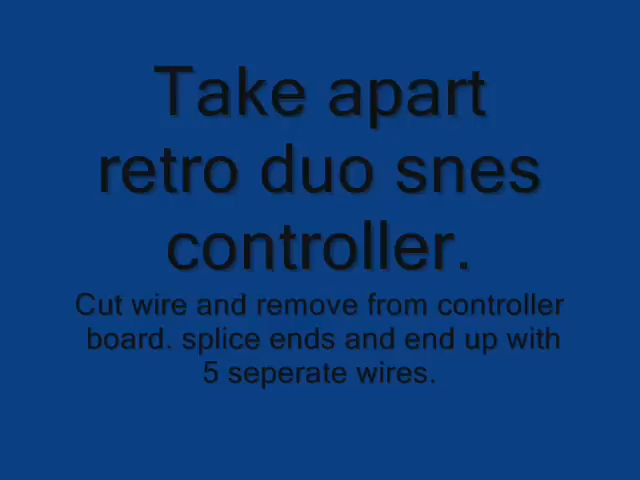 Take apart
retro duo snes
controller.
Cut wire and remove from controller
board. splice ends and end up with
5 seperate wires.